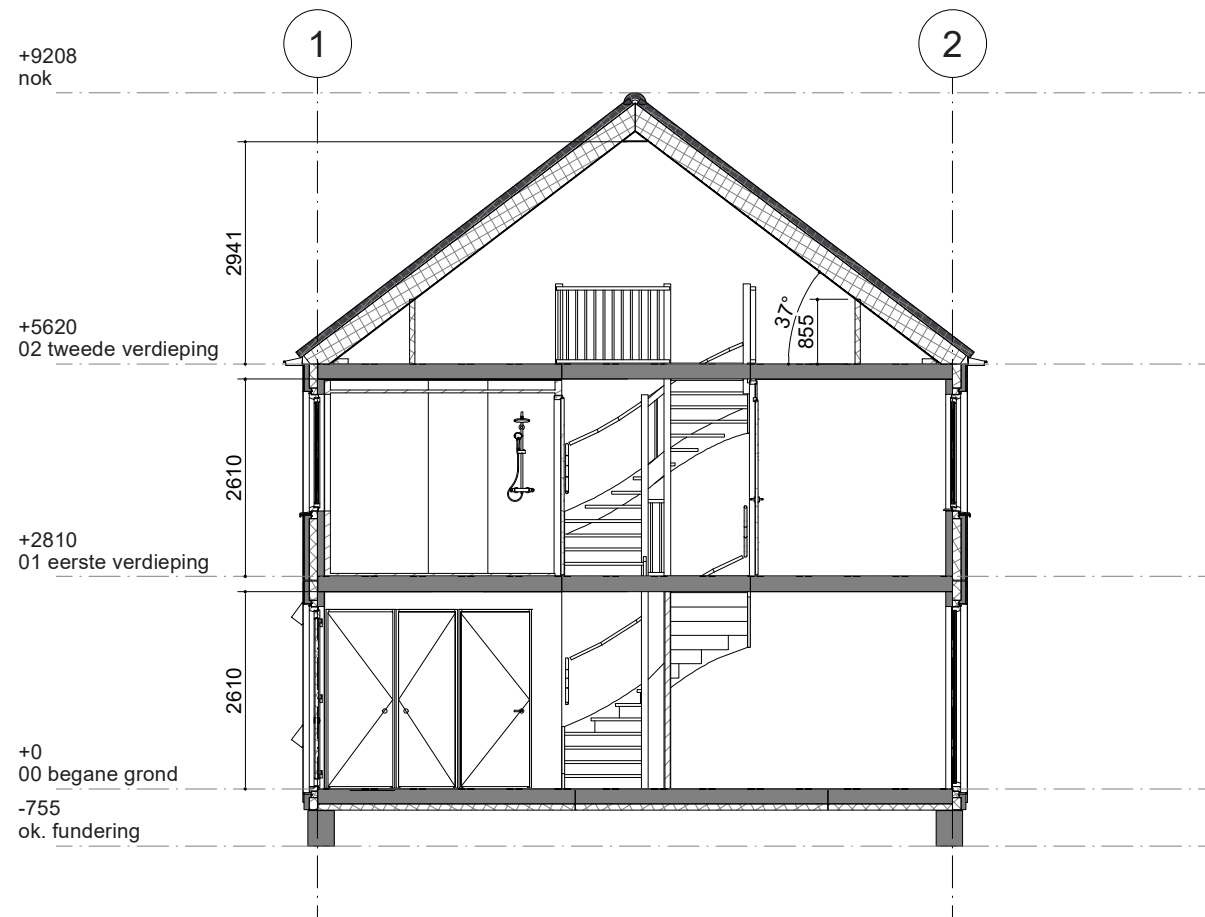 1
2
+9208
nok
2941
37°
855
+5620
02 tweede verdieping
2610
+2810
01 eerste verdieping
2610
+0
00 begane grond
-755
ok. fundering